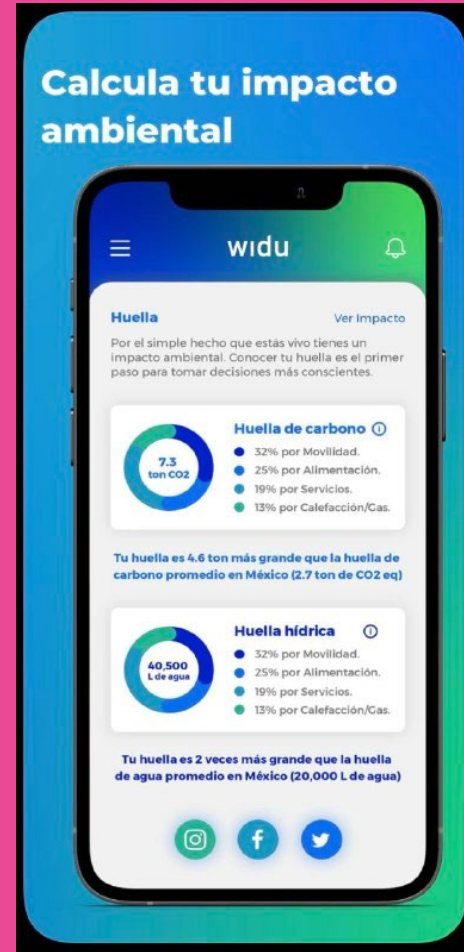 Calcula tu impacto
ambiental
widu
Huella
Ver Impacto
Por el simple hecho que estás vivo tienes un
impacto ambiental. Conocer tu huella es el primer
paso para tomar decisiones más conscientes.
7.3
ton CO2
Huella de carbono
32% por Movilidad.
25% por Alimentación.
19% por Servicios.
13% por Calefacción/Gas.
Tu huella es 4.6 ton más grande que la huella de
carbono promedio en México (2.7 ton de CO2 eq)
40,500
L de agua
Huella hídrica
32% por Movilidad.
25% por Alimentación.
19% por Servicios.
13% por Calefacción/Gas.
Tu huella es 2 veces más grande que la huella
de agua promedio en México (20,000 L de agua)